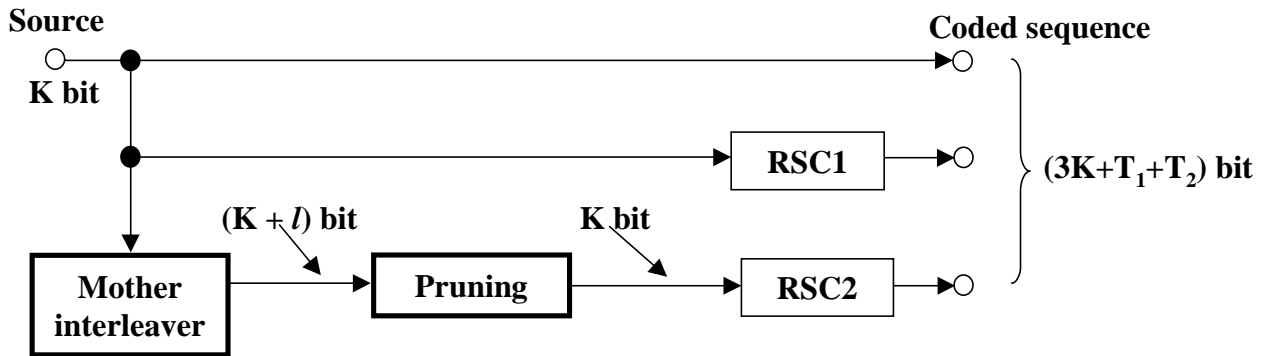 Source
Coded sequence
K bit
RSC1
(3K+T₁+T₂) bit
(K + l) bit
K bit
Mother
interleaver
Pruning
RSC2